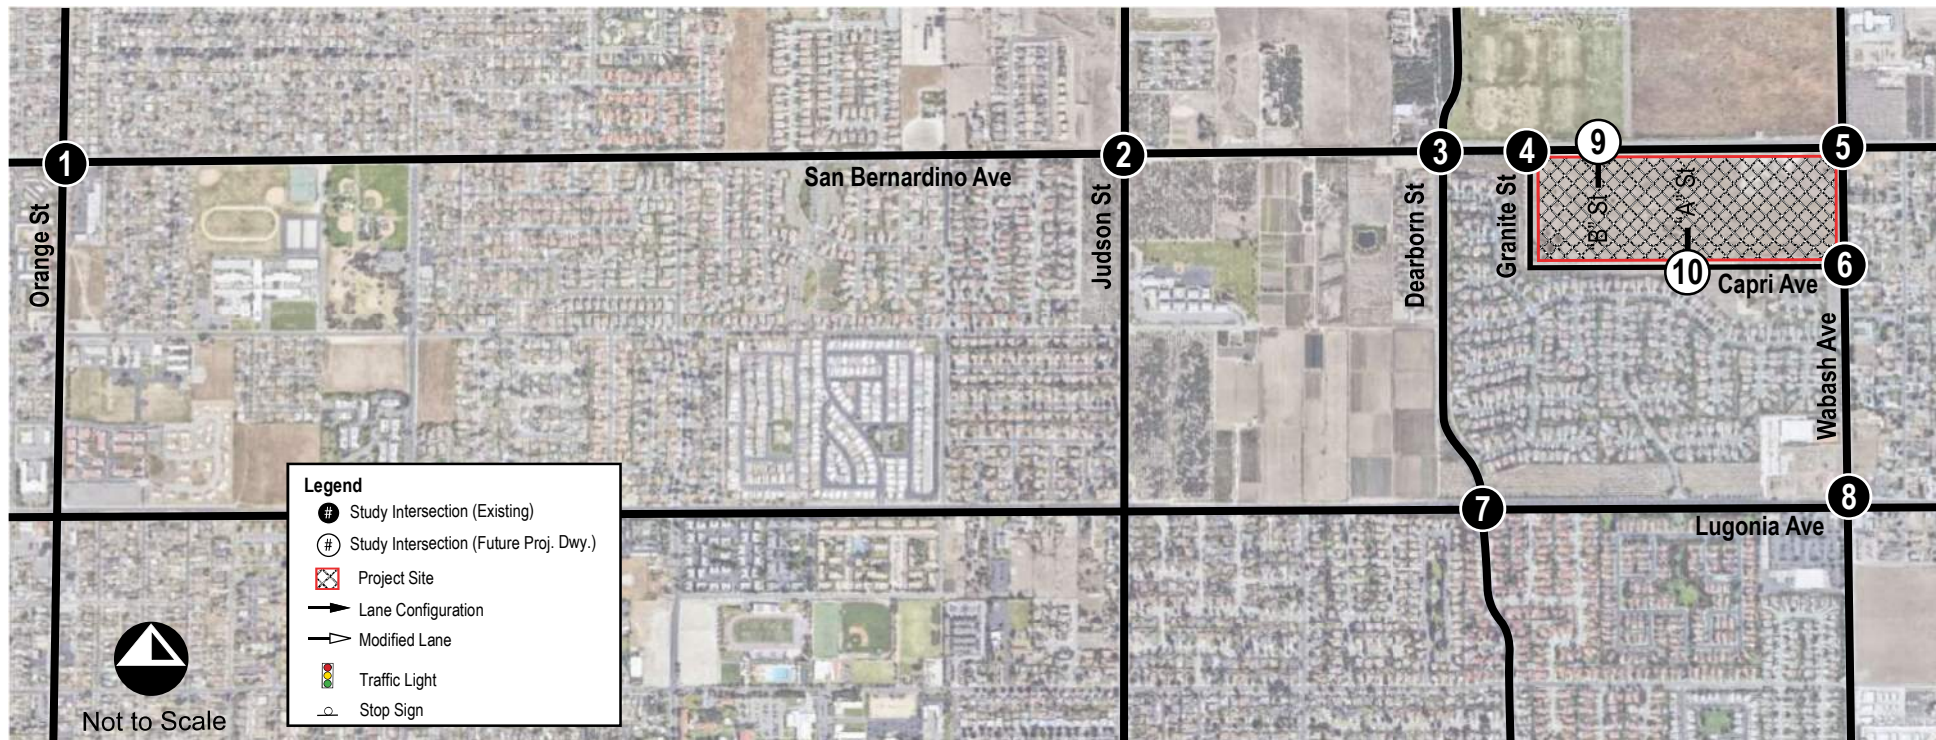 1
2
3
4
9
5
San Bernardino Ave
Orange St
Judson St
Dearborn St
Granite St
"B" St
"A" St
10
6
Capri Ave
Wabash Ave
7
8
Lugonia Ave
Legend
# Study Intersection (Existing)
# Study Intersection (Future Proj. Dwy.)
Project Site
Lane Configuration
Modified Lane
Traffic Light
Stop Sign
Not to Scale